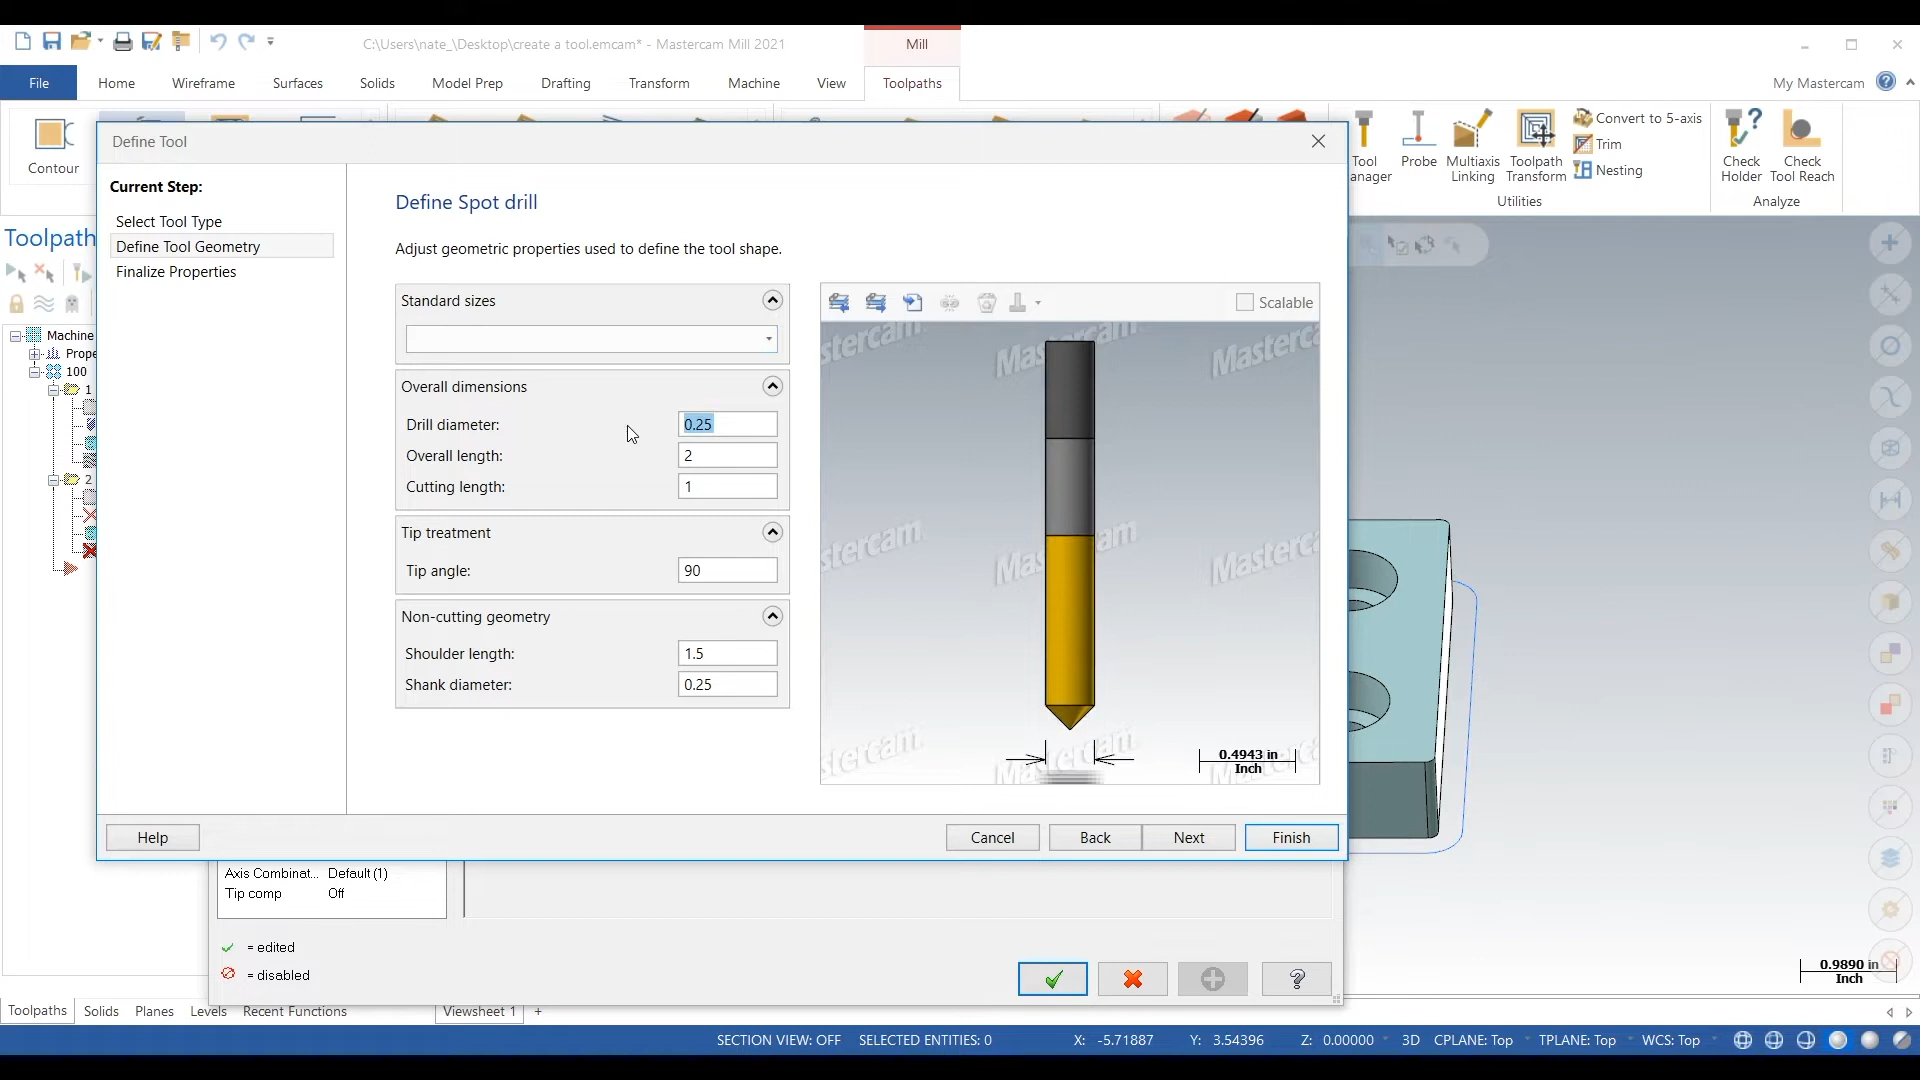 C:\Users\nate_\Desktop\create a tool.emcam* - Mastercam Mill 2021
Mill
File
Home
Wireframe
Surfaces
Solids
Model Prep
Drafting
Transform
Machine
View
Toolpaths
My Mastercam
Contour
Tool
anager
Probe
Multiaxis
Linking
Toolpath
Transform
Convert to 5-axis
Trim
Nesting
Utilities
Check
Holder
Check
Tool Reach
Analyze
Toolpath
Machine
Prope
100
1
2
Define Tool
Current Step:
Select Tool Type
Define Tool Geometry
Finalize Properties
Define Spot drill
Adjust geometric properties used to define the tool shape.
Standard sizes
Overall dimensions
Drill diameter: 0.25
Overall length: 2
Cutting length: 1
Tip treatment
Tip angle: 90
Non-cutting geometry
Shoulder length: 1.5
Shank diameter: 0.25
Scalable
Mastercam
0.4943 in
Inch
Help
Cancel
Back
Next
Finish
Axis Combinat... Default (1)
Tip comp Off
= edited
= disabled
0.9890 in
Inch
Toolpaths
Solids
Planes
Levels
Recent Functions
Viewsheet 1
+
SECTION VIEW: OFF
SELECTED ENTITIES: 0
X: -5.71887
Y: 3.54396
Z: 0.00000
3D
CPLANE: Top
TPLANE: Top
WCS: Top